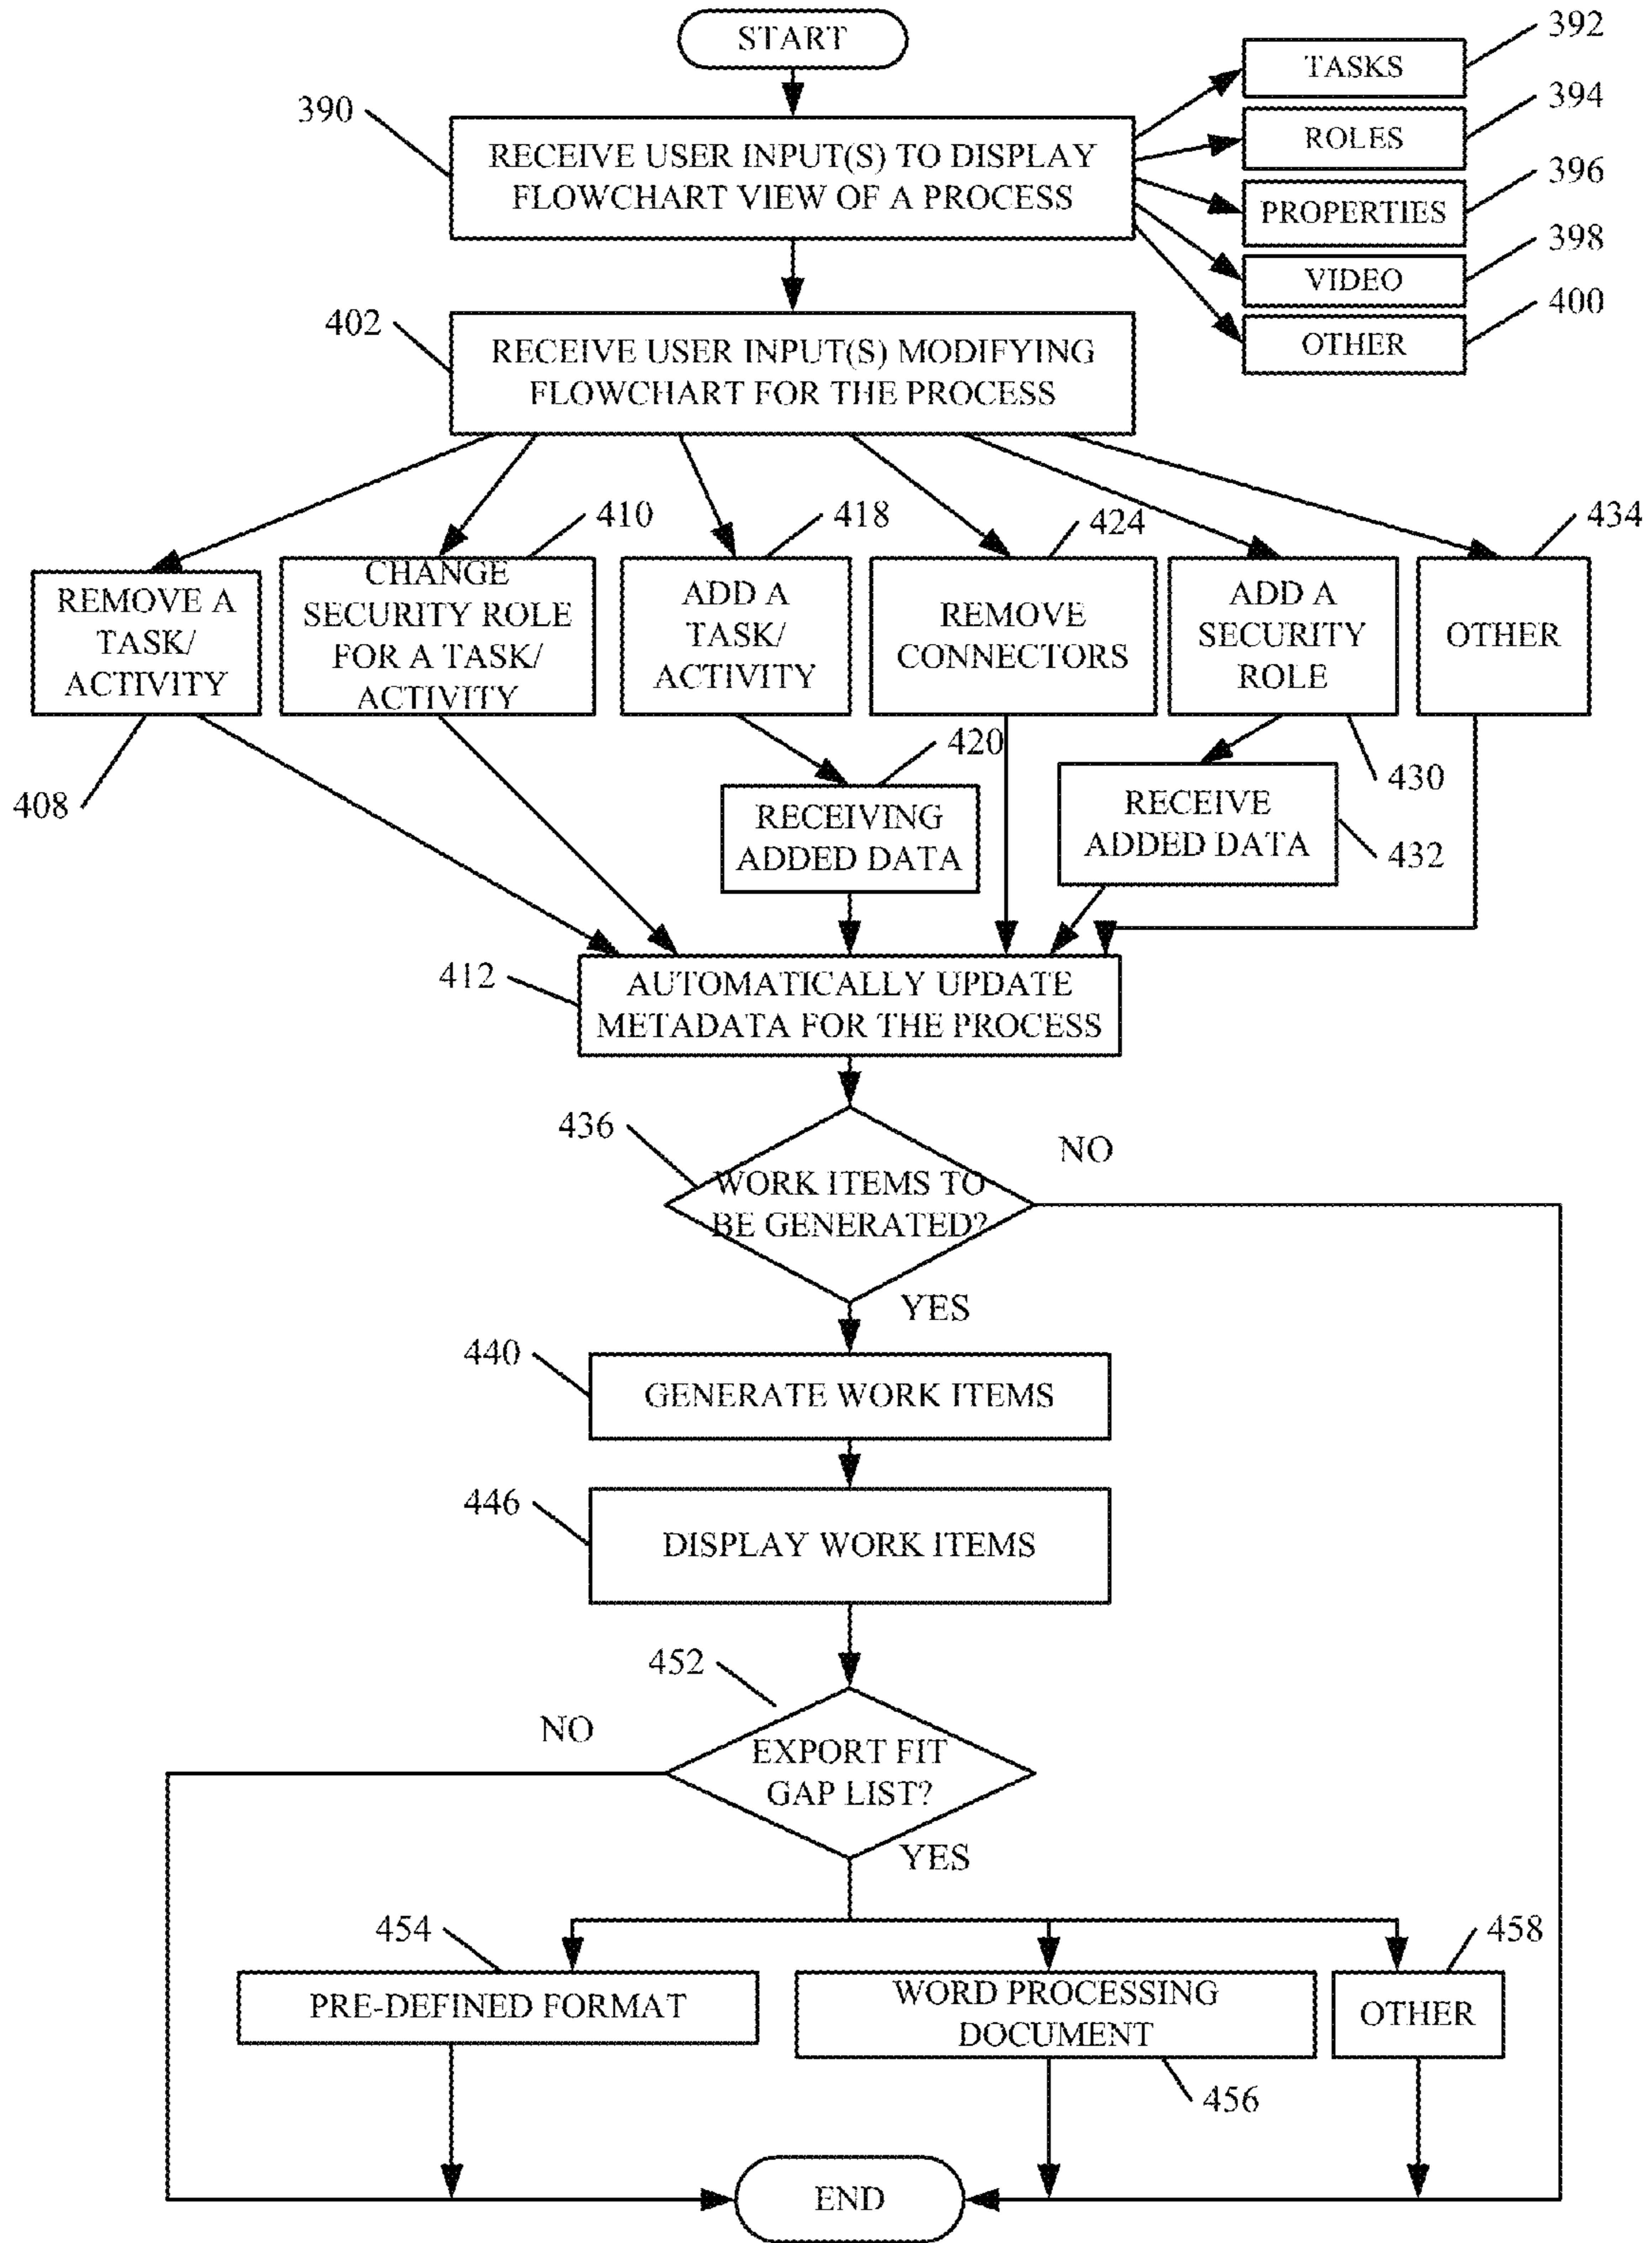 START
392
TASKS
394
ROLES
396
PROPERTIES
398
VIDEO
400
OTHER
390
RECEIVE USER INPUT(S) TO DISPLAY
FLOWCHART VIEW OF A PROCESS
402
RECEIVE USER INPUT(S) MODIFYING
FLOWCHART FOR THE PROCESS
REMOVE A
TASK/
ACTIVITY
408
410
CHANGE
SECURITY ROLE
FOR A TASK/
ACTIVITY
418
ADD A
TASK/
ACTIVITY
424
REMOVE
CONNECTORS
ADD A
SECURITY
ROLE
430
434
OTHER
420
RECEIVING
ADDED DATA
RECEIVE
ADDED DATA
432
412
AUTOMATICALLY UPDATE
METADATA FOR THE PROCESS
436
WORK ITEMS TO
BE GENERATED?
NO
YES
440
GENERATE WORK ITEMS
446
DISPLAY WORK ITEMS
452
EXPORT FIT
GAP LIST?
NO
YES
454
PRE-DEFINED FORMAT
WORD PROCESSING
DOCUMENT
456
458
OTHER
END